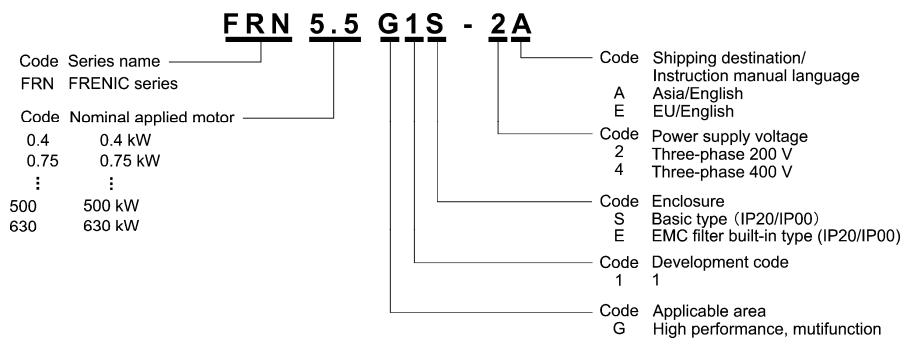 FRN 5.5 G1S - 2A
Code Series name
FRN FRENIC series
Code Nominal applied motor
0.4 0.4 kW
0.75 0.75 kW
500 500 kW
630 630 kW
Code Shipping destination/
Instruction manual language
A Asia/English
E EU/English
Code Power supply voltage
2 Three-phase 200 V
4 Three-phase 400 V
Code Enclosure
S Basic type (IP20/IP00)
E EMC filter built-in type (IP20/IP00)
Code Development code
1 1
Code Applicable area
G High performance, mutifunction